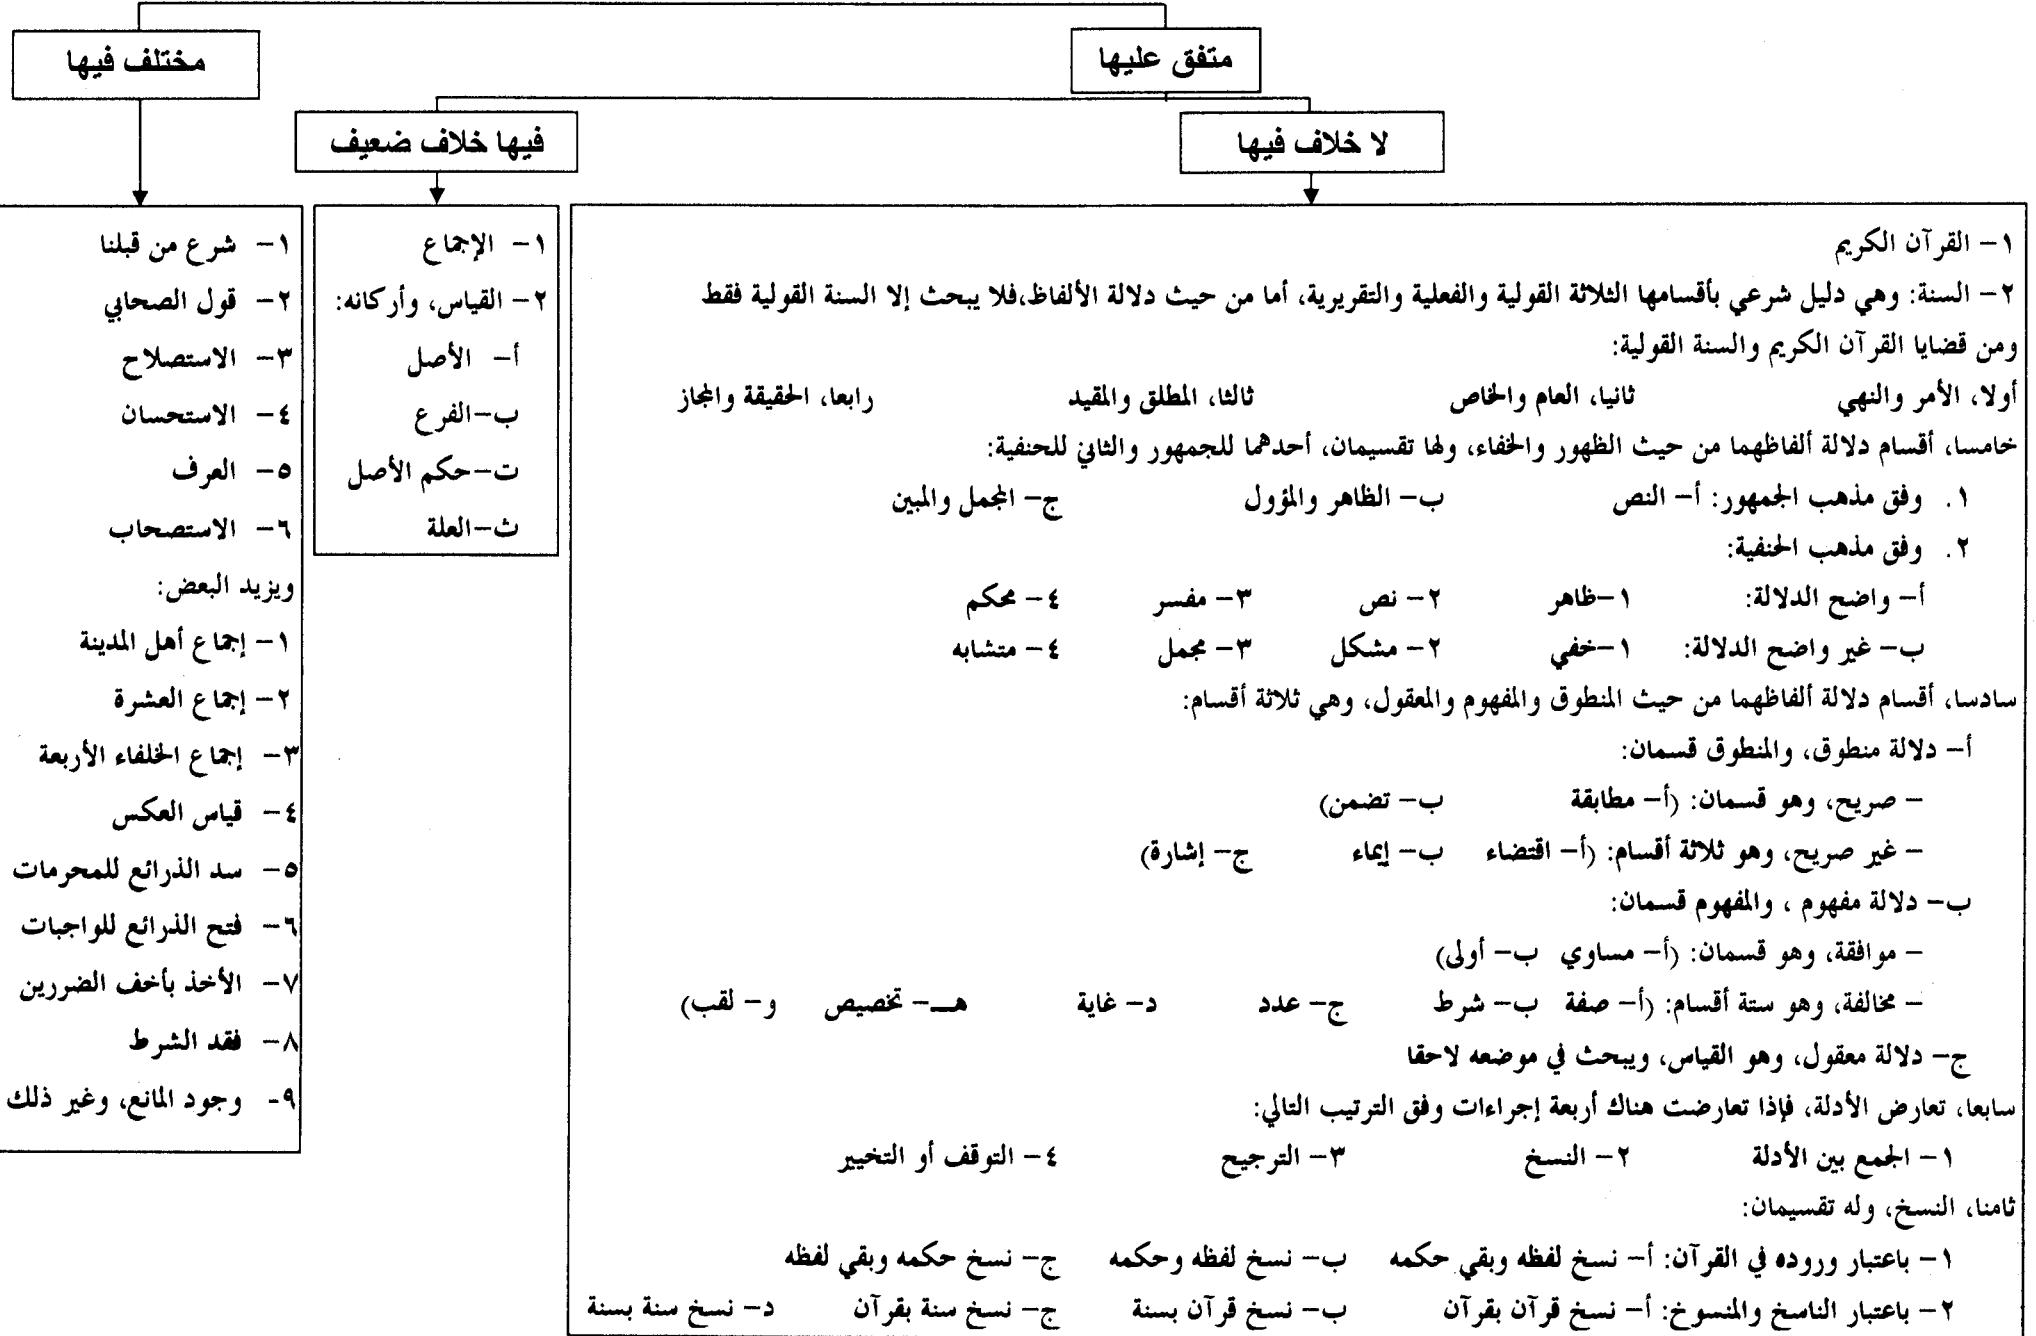 متفق عليها
مختلف فيها
لا خلاف فيها
فيها خلاف ضعيف
١- القرآن الكريم
٢- السنة: وهي دليل شرعي بأقسامها الثلاثة القولية والفعلية والتقريرية، أما من حيث دلالة الألفاظ،فلا يبحث إلا السنة القولية فقط
ومن قضايا القرآن الكريم والسنة القولية:
أولا، الأمر والنهي ثانيا، العام والخاص ثالثا، المطلق والمقيد رابعا، الحقيقة والمجاز
خامسا، أقسام دلالة ألفاظهما من حيث الظهور والخفاء، ولها تقسيمان، أحدهما للجمهور والثاني للحنفية:
١. وفق مذهب الجمهور: أ- النص ب- الظاهر والمؤول ج- المجمل والمبين
٢. وفق مذهب الحنفية:
أ- واضح الدلالة: ١-ظاهر ٢- نص ٣- مفسر ٤- محكم
ب- غير واضح الدلالة: ١-خفي ٢- مشكل ٣- مجمل ٤- متشابه
سادسا، أقسام دلالة ألفاظهما من حيث المنطوق والمفهوم والمعقول، وهي ثلاثة أقسام:
أ- دلالة منطوق، والمنطوق قسمان:
- صريح، وهو قسمان: (أ- مطابقة ب- تضمن)
- غير صريح، وهو ثلاثة أقسام: (أ- اقتضاء ب- إيماء ج- إشارة)
ب- دلالة مفهوم ، والمفهوم قسمان:
- موافقة، وهو قسمان: (أ- مساوي ب- أولى)
- مخالفة، وهو ستة أقسام: (أ- صفة ب- شرط ج- عدد د- غاية هـــ- تخصيص و- لقب)
ج- دلالة معقول، وهو القياس، ويبحث في موضعه لاحقا
سابعا، تعارض الأدلة، فإذا تعارضت هناك أربعة إجراءات وفق الترتيب التالي:
١- الجمع بين الأدلة ٢- النسخ ٣- الترجيح ٤- التوقف أو التخيير
ثامنا، النسخ، وله تقسيمان:
١- باعتبار وروده في القرآن: أ- نسخ لفظه وبقي حكمه ب- نسخ لفظه وحكمه ج- نسخ حكمه وبقي لفظه
٢- باعتبار الناسخ والمنسوخ: أ- نسخ قرآن بقرآن ب- نسخ قرآن بسنة ج- نسخ سنة بقرآن د- نسخ سنة بسنة
١- الإجماع
٢- القياس، وأركانه:
أ- الأصل
ب-الفرع
ت-حكم الأصل
ث-العلة
١- شرع من قبلنا
٢- قول الصحابي
٣- الاستصلاح
٤- الاستحسان
٥- العرف
٦- الاستصحاب
ويزيد البعض:
١- إجماع أهل المدينة
٢- إجماع العشرة
٣- إجماع الخلفاء الأربعة
٤- قياس العكس
٥- سد الذرائع للمحرمات
٦- فتح الذرائع للواجبات
٧- الأخذ بأخف الضررين
٨- فقد الشرط
٩- وجود المانع، وغير ذلك